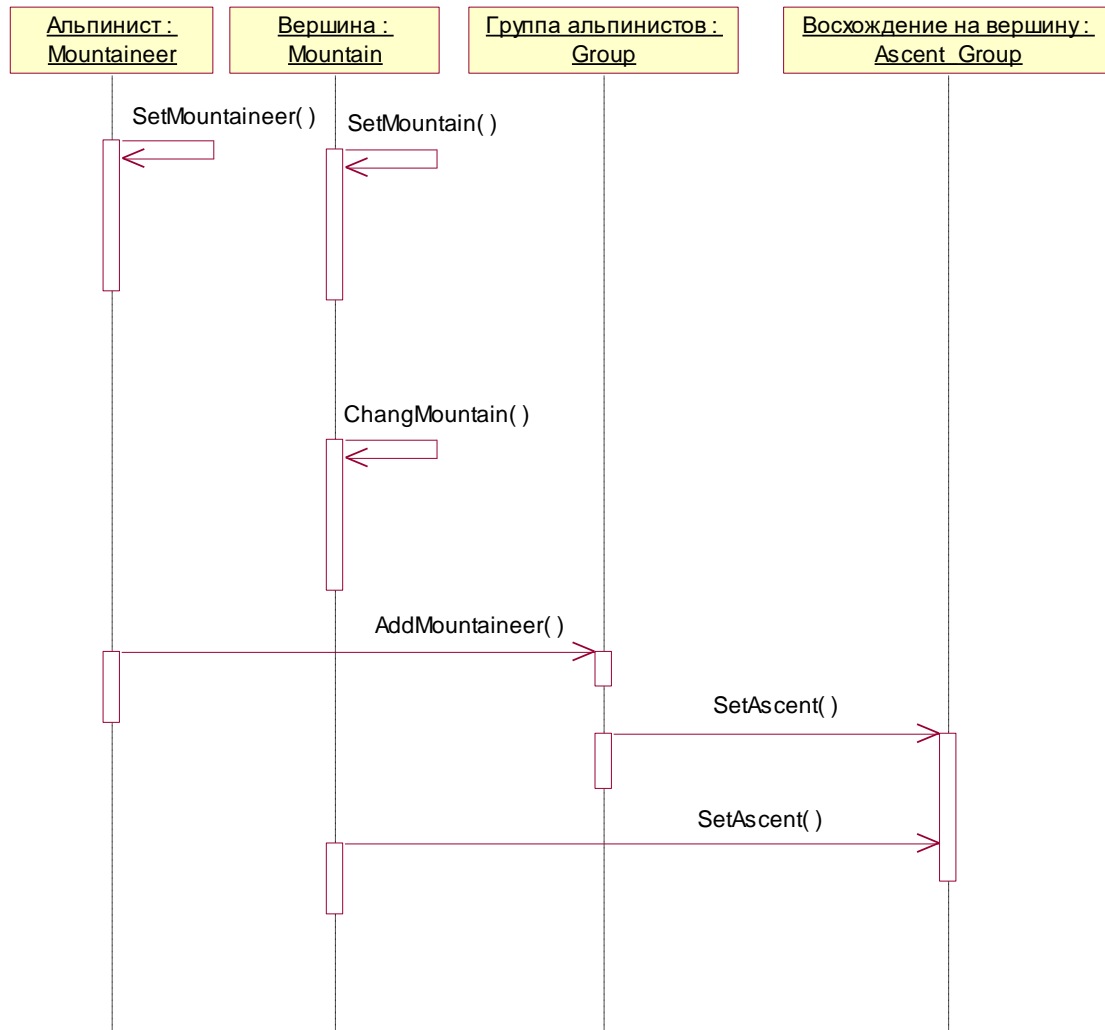 Альпинист :
Mountaineer
Вершина :
Mountain
Группа альпинистов :
Group
Восхождение на вершину :
Ascent_Group
SetMountaineer( )
SetMountain( )
ChangMountain( )
AddMountaineer( )
SetAscent( )
SetAscent( )